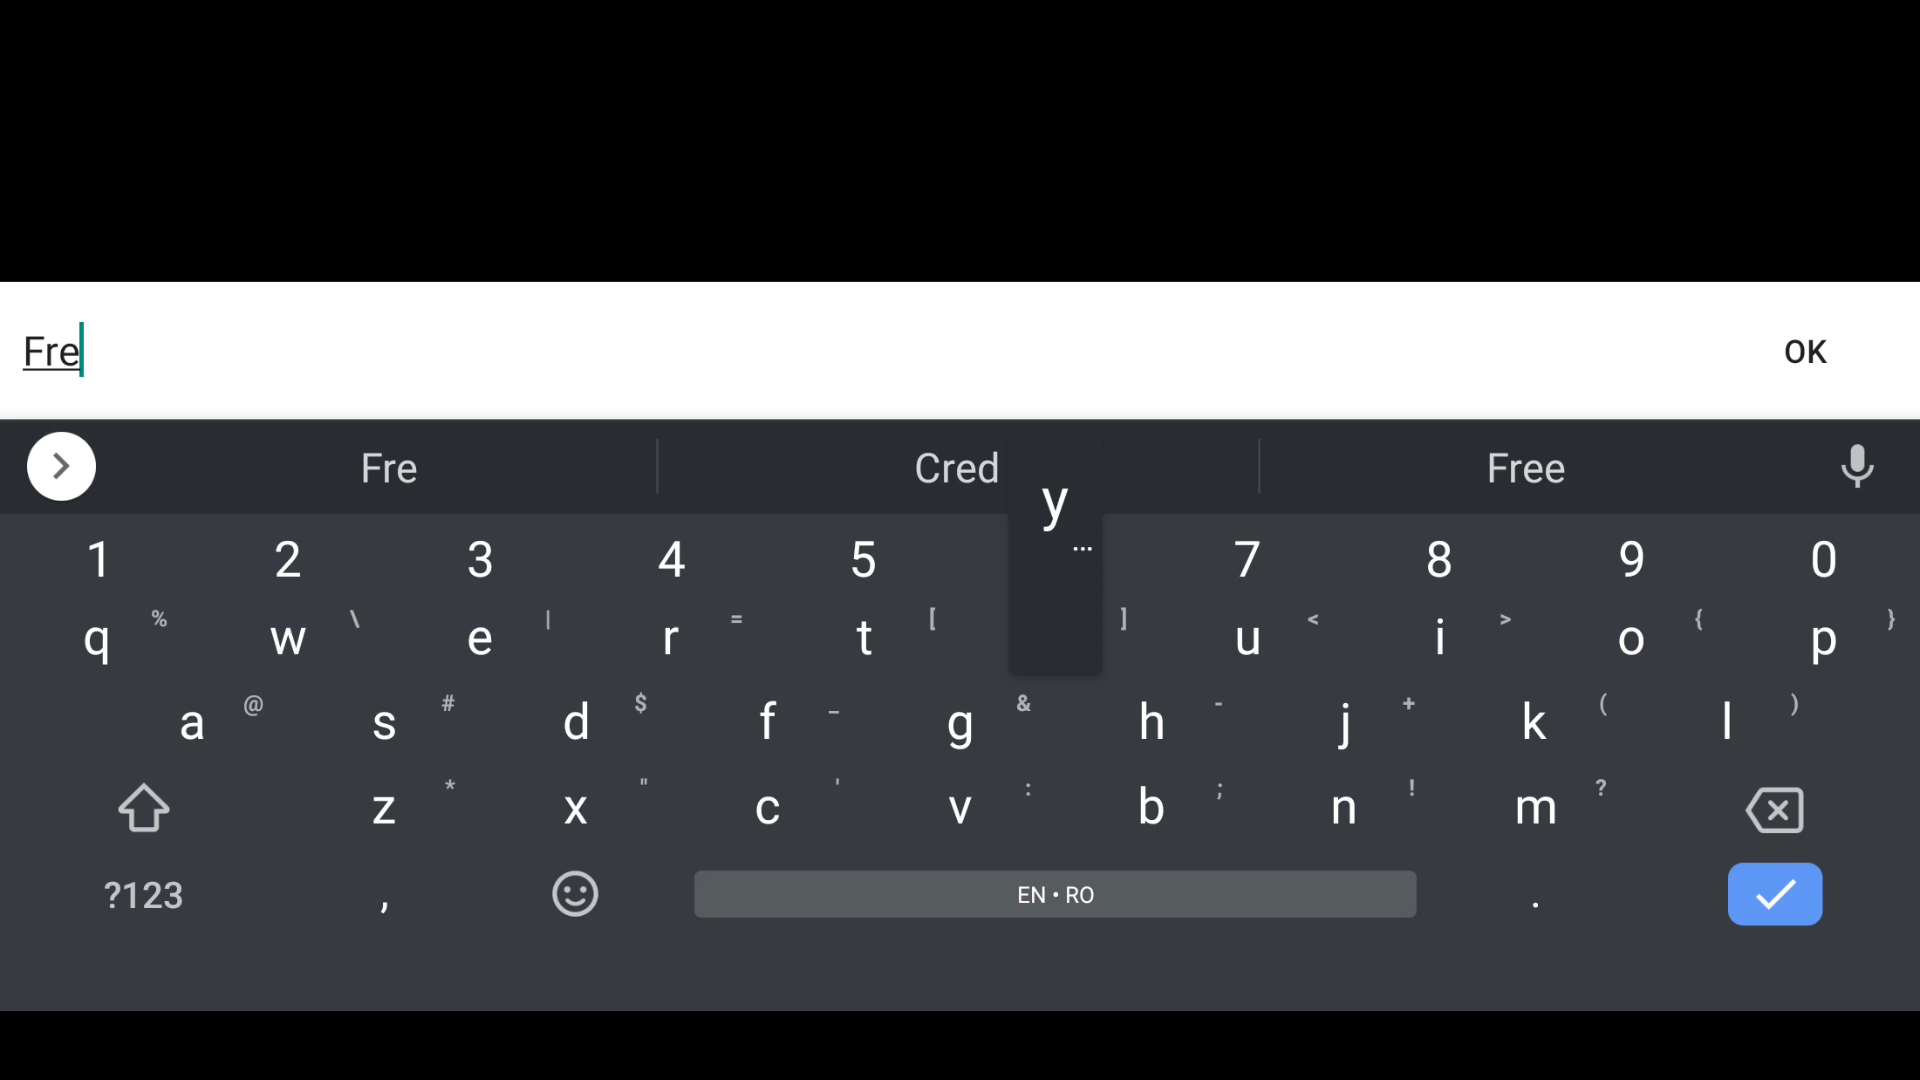 Fre
OK
Fre Cred Free
y
...
1 2 3 4 5 7 8 9 0
q % w \ e | r = t [ ] u < i > o { p }
a @ s # d $ f _ g & h - j + k ( l )
z * x " c ' v : b ; n ! m ?
?123 , EN • RO .